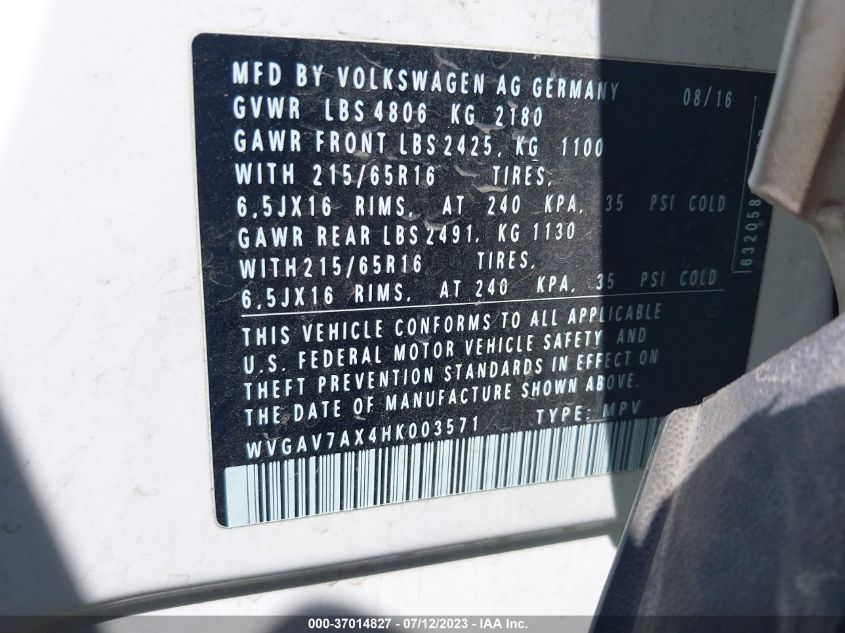 MFD BY VOLKSWAGEN AG GERMANY 08/16
GVWR LBS 4806 KG 2180
GAWR FRONT LBS 2425, KG 1100
WITH 215/65R16 TIRES,
6,5JX16 RIMS, AT 240 KPA, 35 PSI COLD
GAWR REAR LBS 2491, KG 1130
WITH 215/65R16 TIRES,
6,5JX16 RIMS, AT 240 KPA, 35 PSI COLD
THIS VEHICLE CONFORMS TO ALL APPLICABLE
U.S. FEDERAL MOTOR VEHICLE SAFETY AND
THEFT PREVENTION STANDARDS IN EFFECT ON
THE DATE OF MANUFACTURE SHOWN ABOVE.
WVGAV7AX4HK003571 TYPE: MPV
000-37014827 - 07/12/2023 - © IAA Inc.